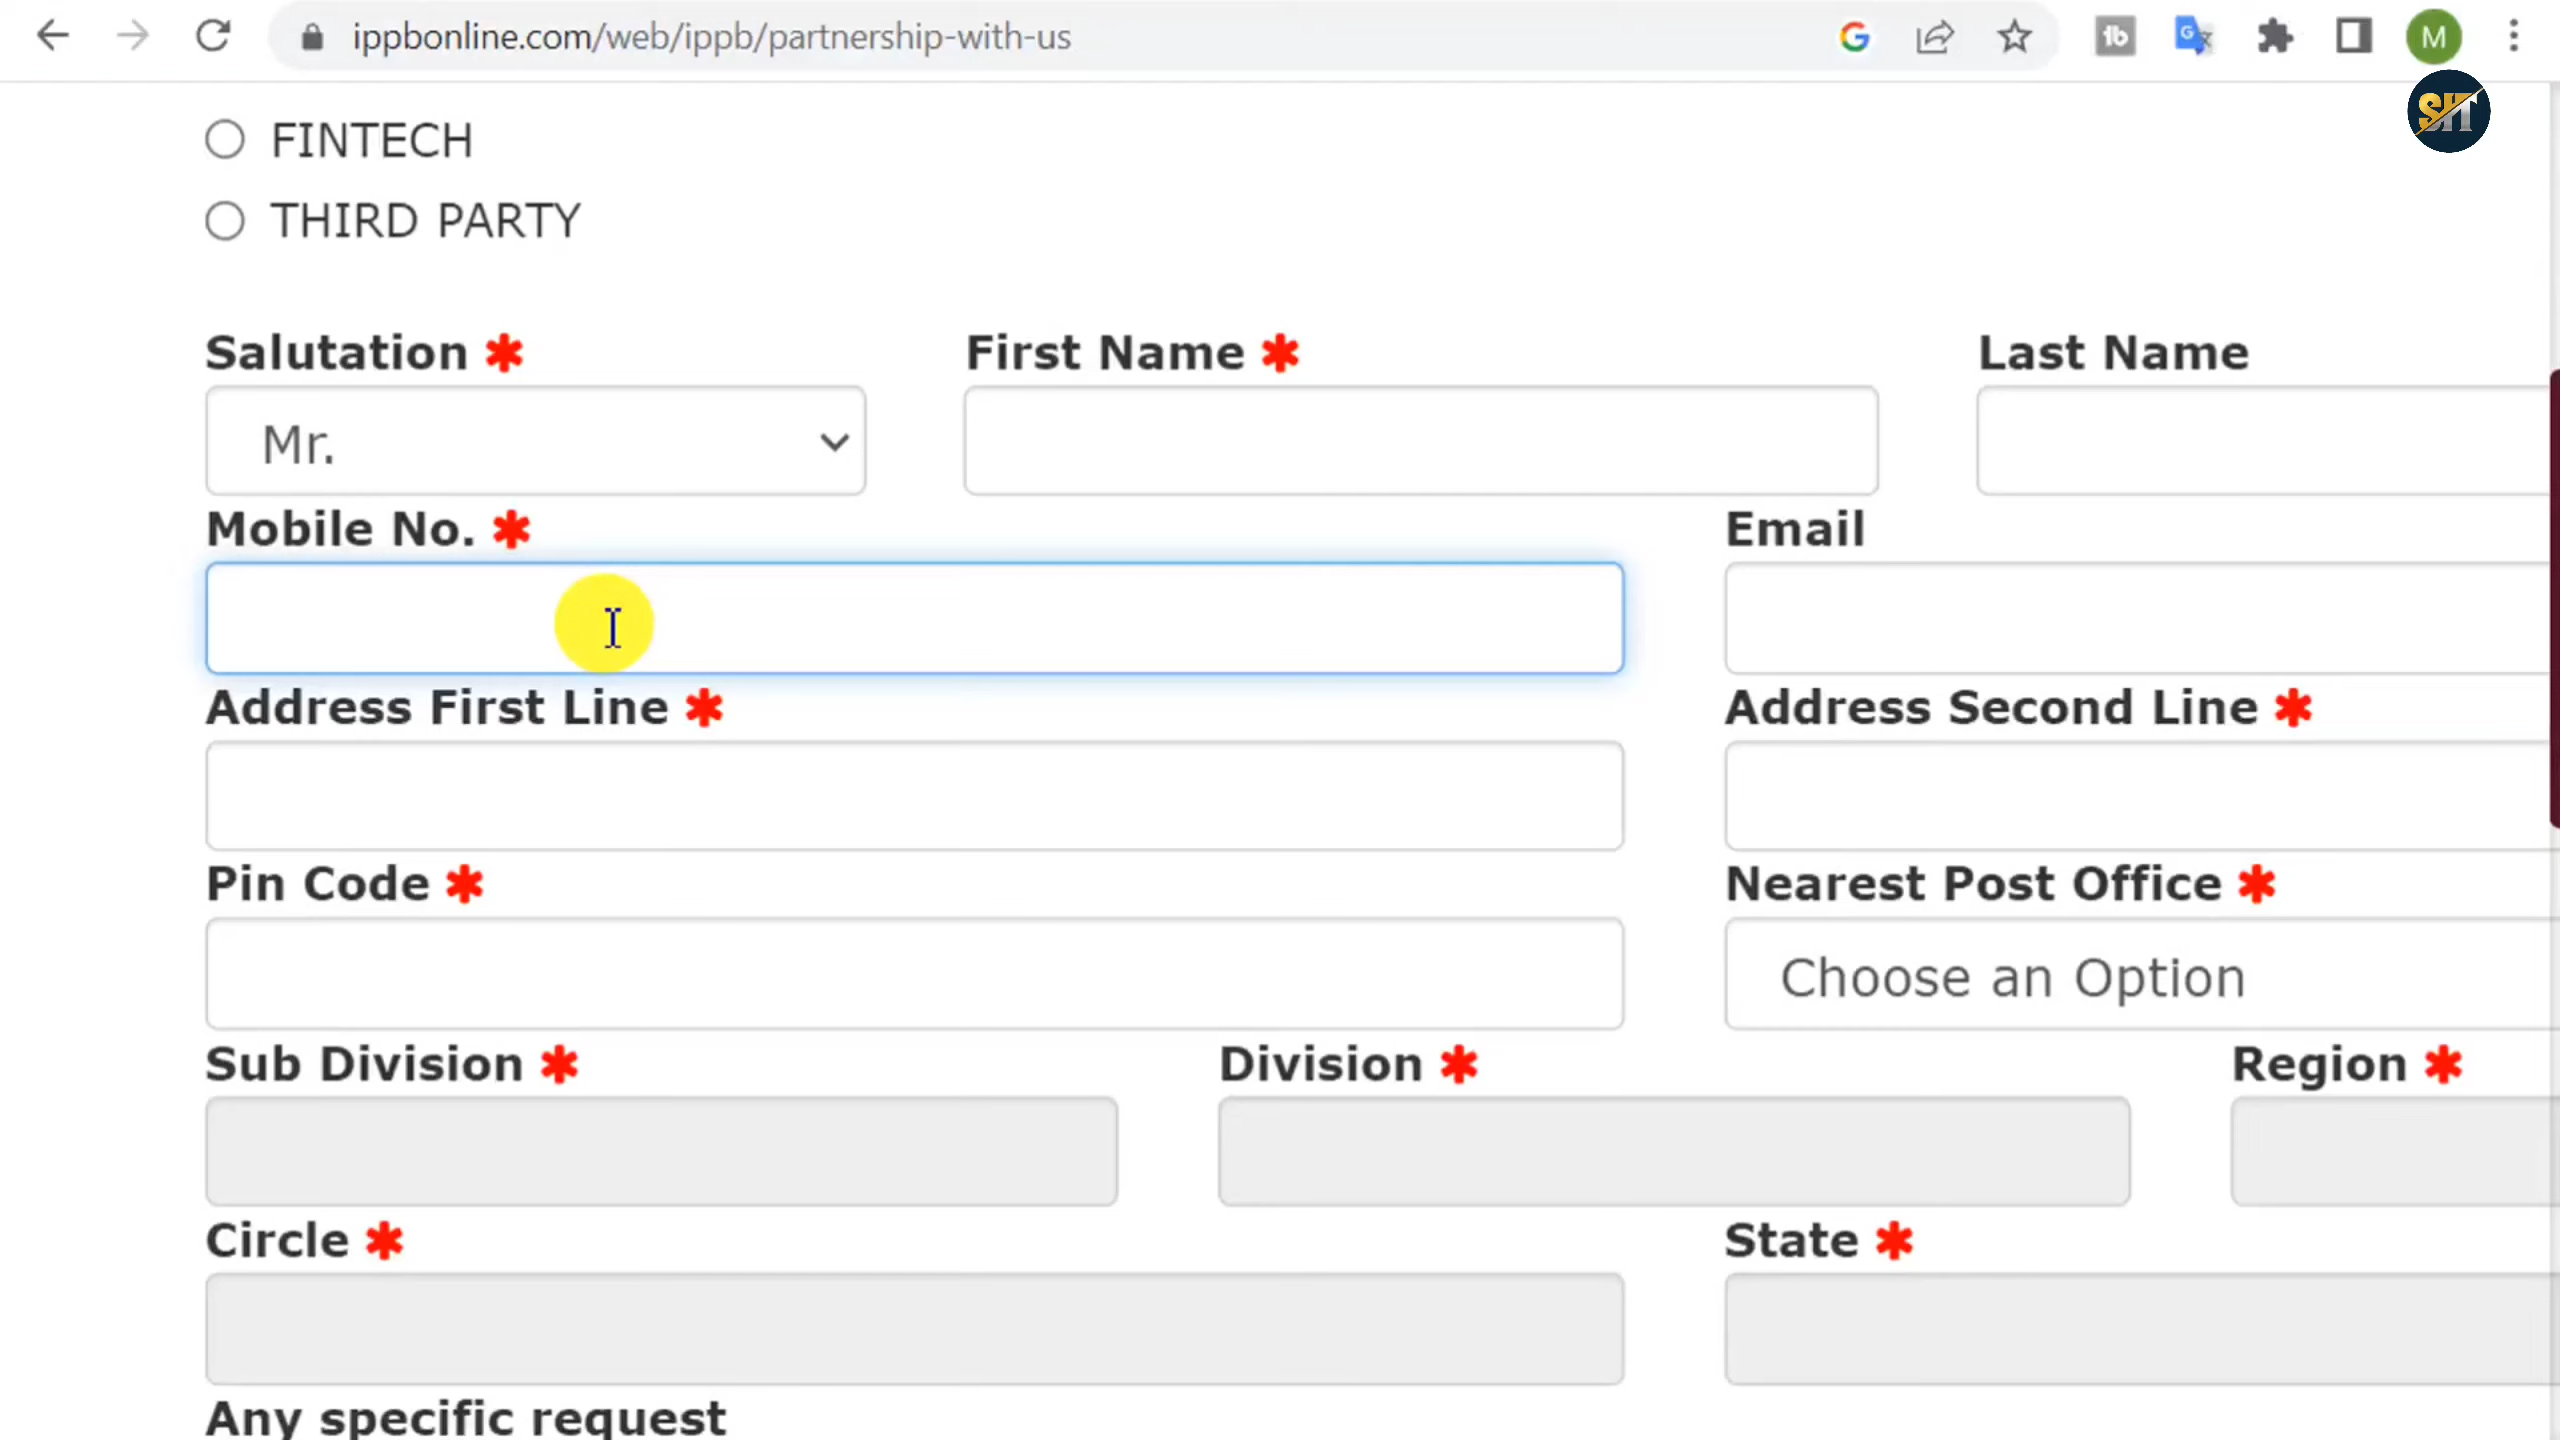 ippbonline.com/web/ippb/partnership-with-us
M
SHT
FINTECH
THIRD PARTY
Salutation * First Name * Last Name
Mr.
Mobile No. * Email
Address First Line * Address Second Line *
Pin Code * Nearest Post Office *
Choose an Option
Sub Division * Division * Region *
Circle * State *
Any specific request